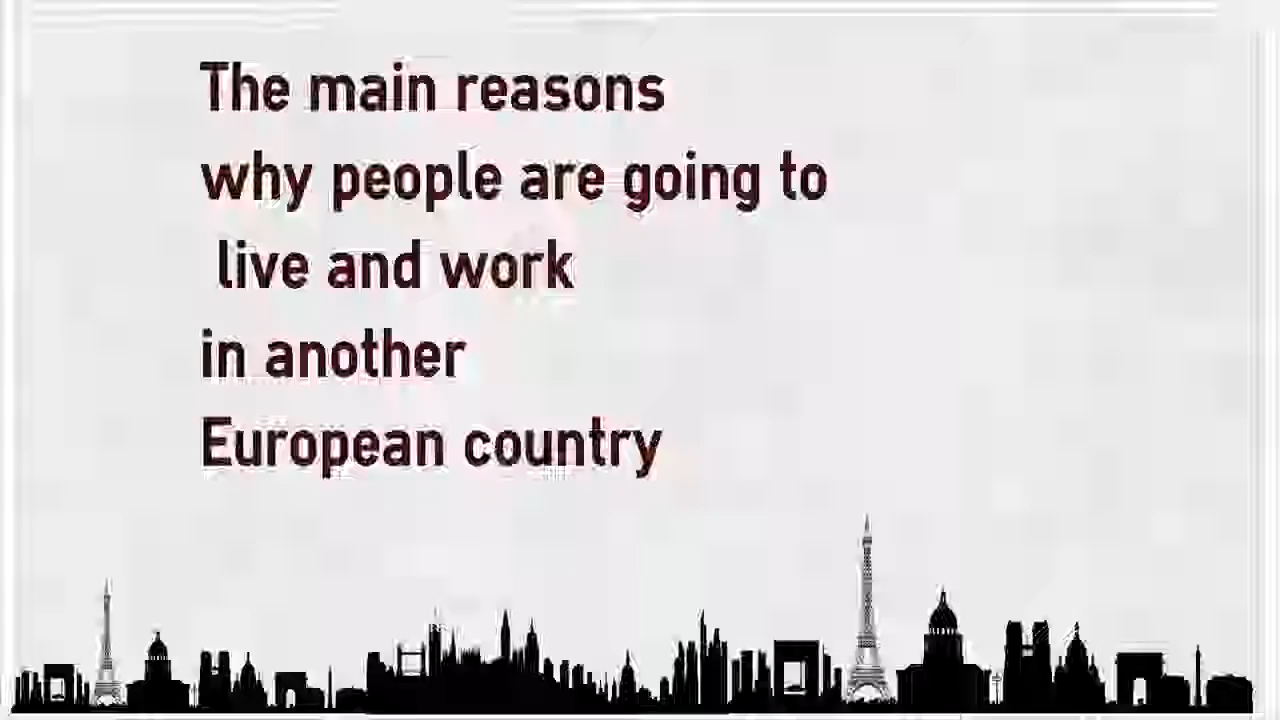 The main reasons
why people are going to
live and work
in another
European country